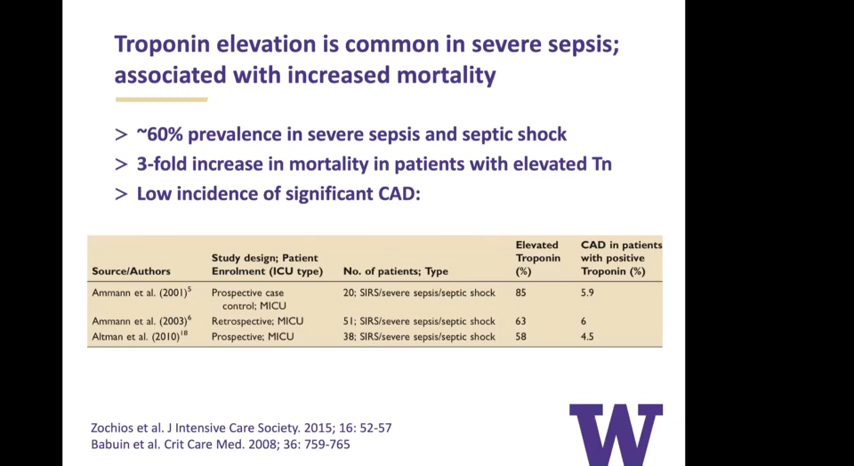 Troponin elevation is common in severe sepsis;
associated with increased mortality
> ~60% prevalence in severe sepsis and septic shock
> 3-fold increase in mortality in patients with elevated Tn
> Low incidence of significant CAD:
Source/Authors Study design; Patient Enrolment (ICU type) No. of patients; Type Elevated Troponin (%) CAD in patients with positive Troponin (%)
Ammann et al. (2001)5 Prospective case control; MICU 20; SIRS/severe sepsis/septic shock 85 5.9
Ammann et al. (2003)6 Retrospective; MICU 51; SIRS/severe sepsis/septic shock 63 6
Altman et al. (2010)18 Prospective; MICU 38; SIRS/severe sepsis/septic shock 58 4.5
Zochios et al. J Intensive Care Society. 2015; 16: 52-57
Babuin et al. Crit Care Med. 2008; 36: 759-765
W